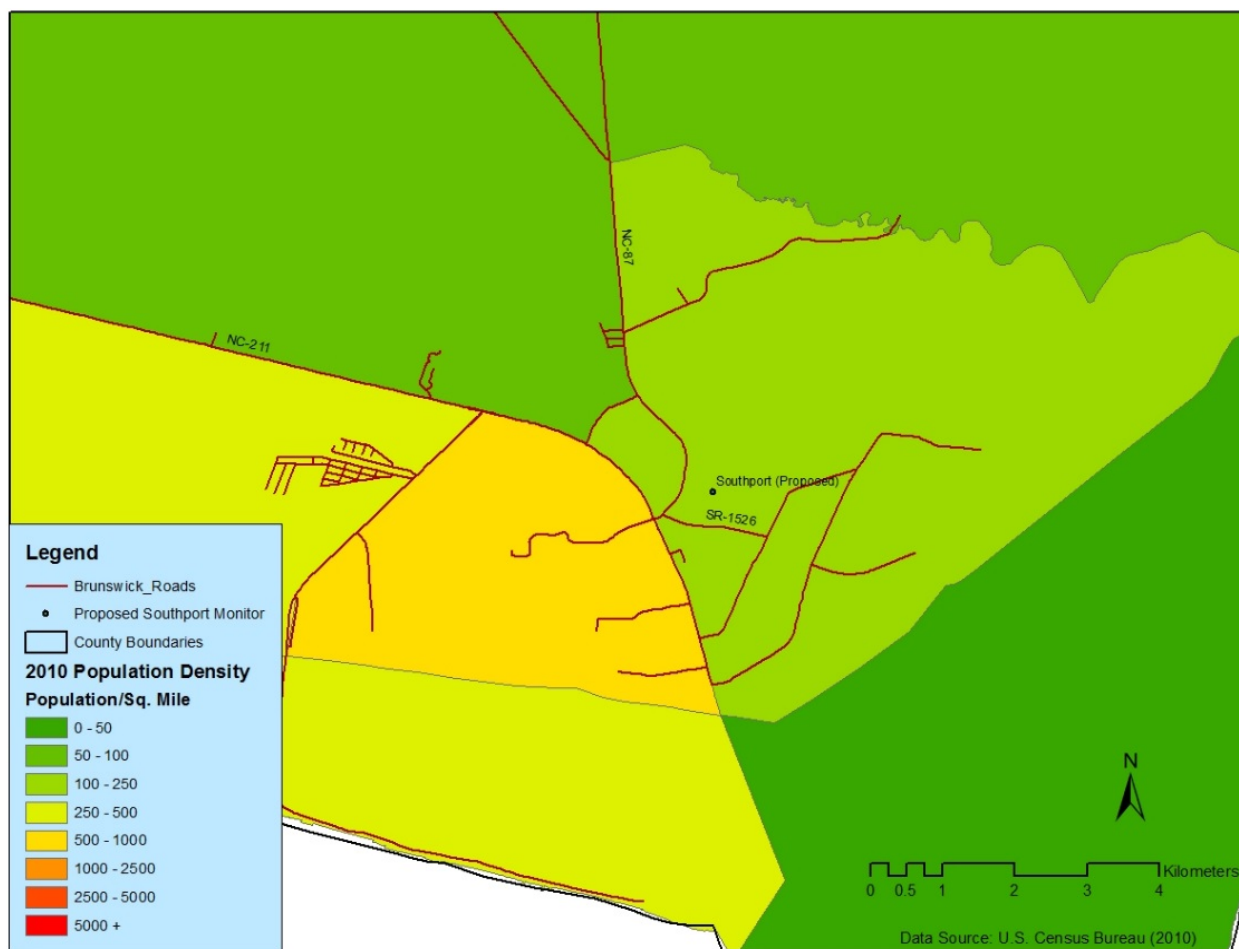 NC-87
NC-211
Southport (Proposed)
SR-1526
Legend
Brunswick_Roads
Proposed Southport Monitor
County Boundaries
2010 Population Density
Population/Sq. Mile
0 - 50
50 - 100
100 - 250
250 - 500
500 - 1000
1000 - 2500
2500 - 5000
5000 +
N
Kilometers
0 0.5 1 2 3 4
Data Source: U.S. Census Bureau (2010)